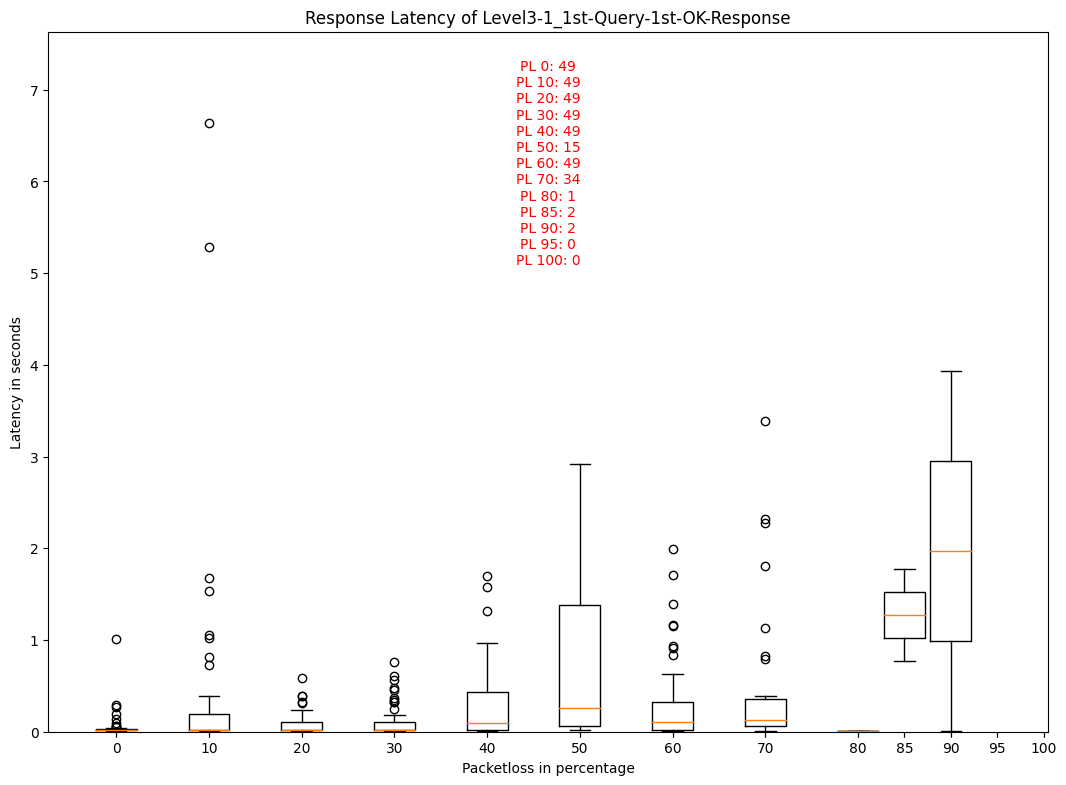 Response Latency of Level3-1_1st-Query-1st-OK-Response
PL 0: 49
PL 10: 49
PL 20: 49
PL 30: 49
PL 40: 49
PL 50: 15
PL 60: 49
PL 70: 34
PL 80: 1
PL 85: 2
PL 90: 2
PL 95: 0
PL 100: 0
Latency in seconds
7
6
5
4
3
2
1
0
0 10 20 30 40 50 60 70 80 85 90 95 100
Packetloss in percentage